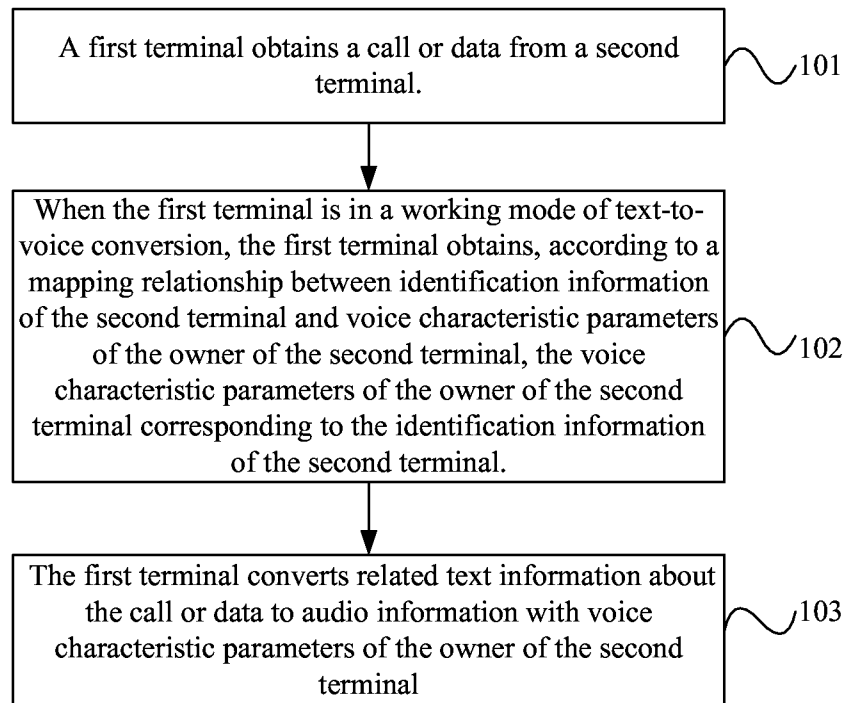 A first terminal obtains a call or data from a second
terminal.
101
When the first terminal is in a working mode of text-to-
voice conversion, the first terminal obtains, according to a
mapping relationship between identification information
of the second terminal and voice characteristic parameters
of the owner of the second terminal, the voice
characteristic parameters of the owner of the second
terminal corresponding to the identification information
of the second terminal.
102
The first terminal converts related text information about
the call or data to audio information with voice
characteristic parameters of the owner of the second
terminal
103